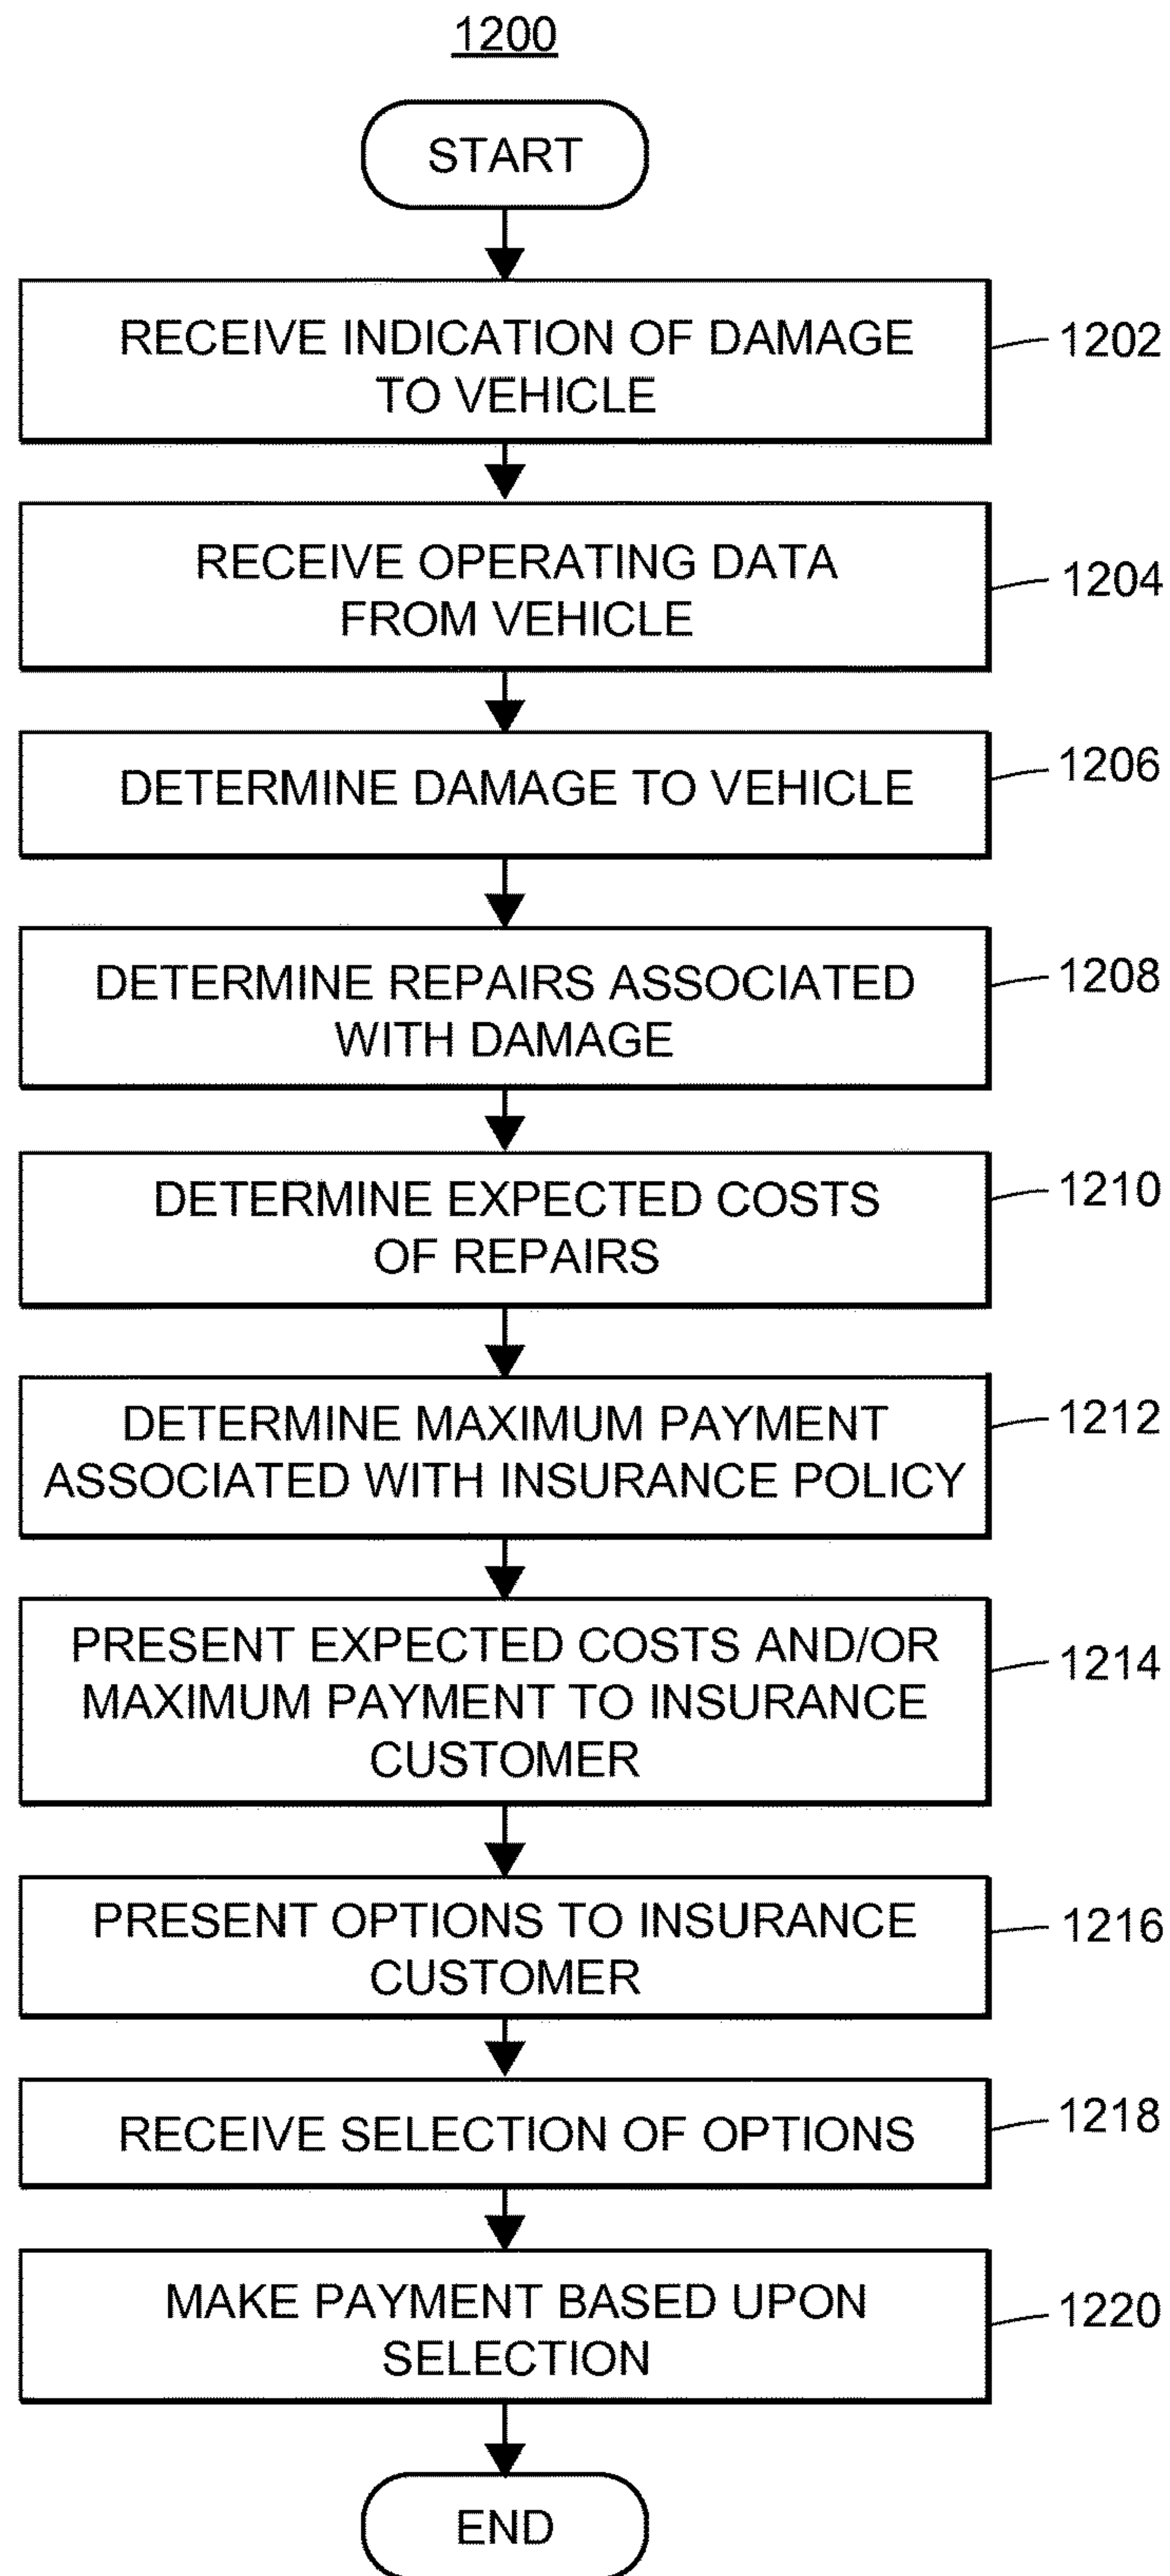 1200
START
RECEIVE INDICATION OF DAMAGE
TO VEHICLE
1202
RECEIVE OPERATING DATA
FROM VEHICLE
1204
DETERMINE DAMAGE TO VEHICLE
1206
DETERMINE REPAIRS ASSOCIATED
WITH DAMAGE
1208
DETERMINE EXPECTED COSTS
OF REPAIRS
1210
DETERMINE MAXIMUM PAYMENT
ASSOCIATED WITH INSURANCE POLICY
1212
PRESENT EXPECTED COSTS AND/OR
MAXIMUM PAYMENT TO INSURANCE
CUSTOMER
1214
PRESENT OPTIONS TO INSURANCE
CUSTOMER
1216
RECEIVE SELECTION OF OPTIONS
1218
MAKE PAYMENT BASED UPON
SELECTION
1220
END